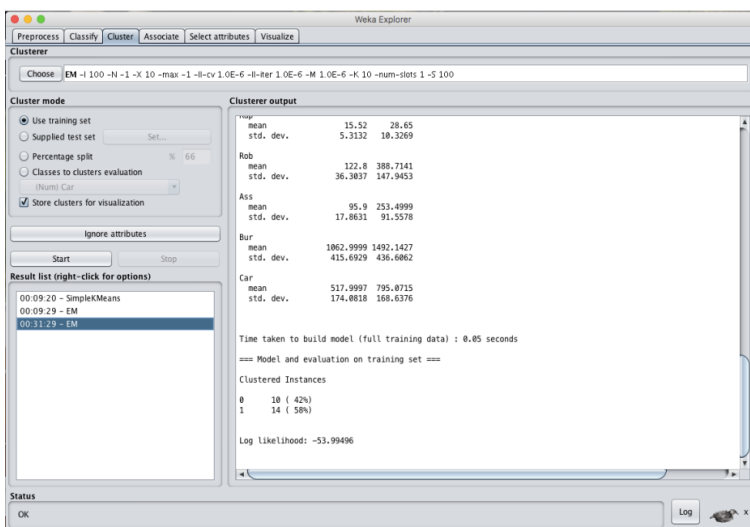 Weka Explorer
Preprocess Classify Cluster Associate Select attributes Visualize
Clusterer
Choose EM -I 100 -N -1 -X 10 -max -1 -ll-cv 1.0E-6 -ll-iter 1.0E-6 -M 1.0E-6 -K 10 -num-slots 1 -S 100
Cluster mode
Use training set
Supplied test set Set...
Percentage split % 66
Classes to clusters evaluation
(Num) Car
Store clusters for visualization
Ignore attributes
Start Stop
Result list (right-click for options)
00:09:20 - SimpleKMeans
00:09:29 - EM
00:31:29 - EM
Clusterer output
mean 15.52 28.65
std. dev. 5.3132 10.3269
Rob
mean 122.8 388.7141
std. dev. 36.3037 147.9453
Ass
mean 95.9 253.4999
std. dev. 17.8631 91.5578
Bur
mean 1062.9999 1492.1427
std. dev. 415.6929 436.6062
Car
mean 517.9997 795.0715
std. dev. 174.0818 168.6376
Time taken to build model (full training data) : 0.05 seconds
=== Model and evaluation on training set ===
Clustered Instances
0 10 ( 42%)
1 14 ( 58%)
Log likelihood: -53.99496
Status
OK
Log
x